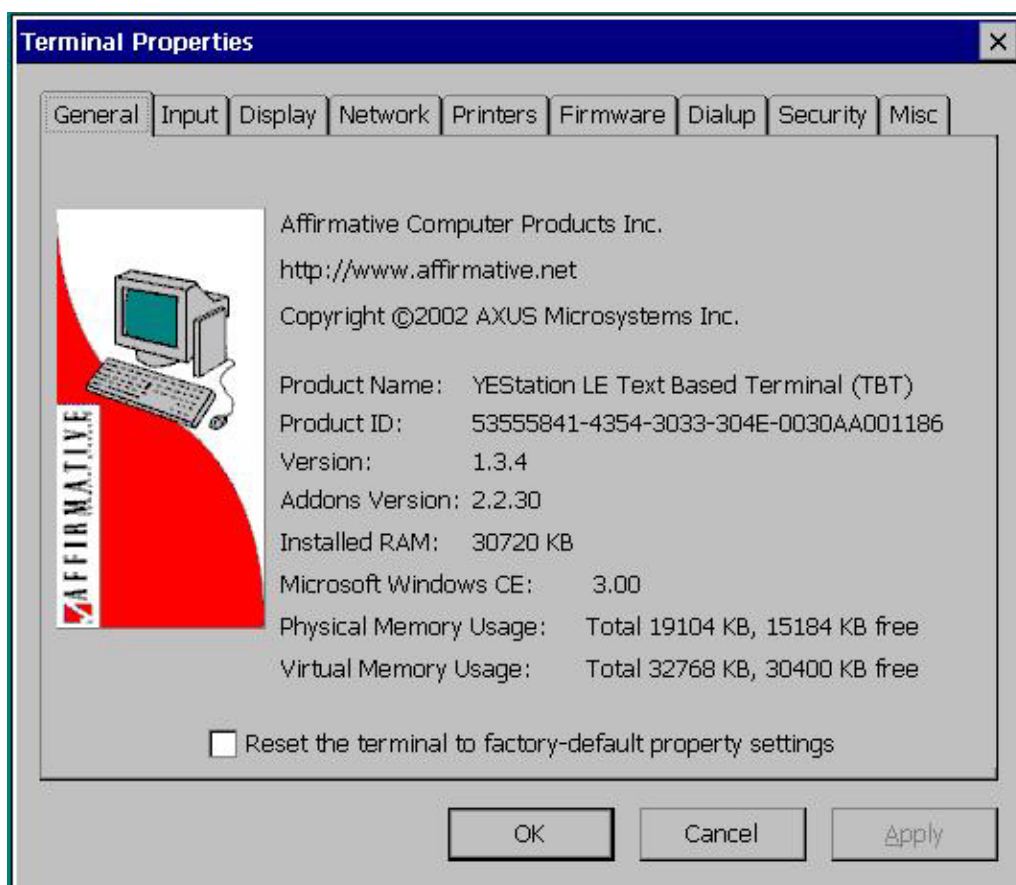 Terminal Properties
General Input Display Network Printers Firmware Dialup Security Misc
Affirmative Computer Products Inc.
http://www.affirmative.net
Copyright ©2002 AXUS Microsystems Inc.
Product Name: YEStation LE Text Based Terminal (TBT)
Product ID: 53555841-4354-3033-304E-0030AA001186
Version: 1.3.4
Addons Version: 2.2.30
Installed RAM: 30720 KB
Microsoft Windows CE: 3.00
Physical Memory Usage: Total 19104 KB, 15184 KB free
Virtual Memory Usage: Total 32768 KB, 30400 KB free
AFFIRMATIVE
Reset the terminal to factory-default property settings
OK Cancel Apply